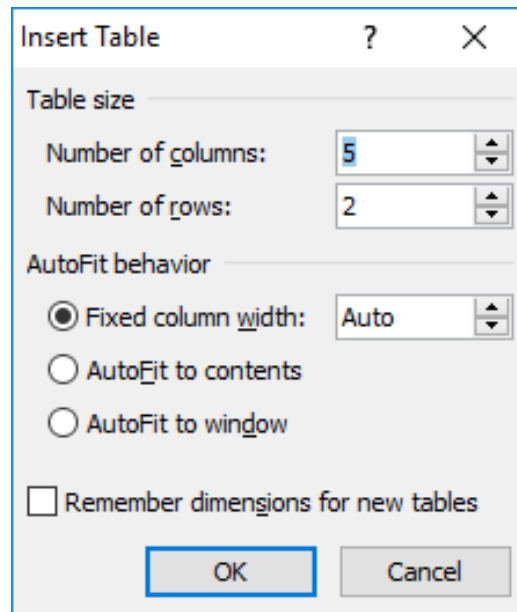 Insert Table ?
Table size
Number of columns: 5
Number of rows: 2
AutoFit behavior
Fixed column width: Auto
AutoFit to contents
AutoFit to window
Remember dimensions for new tables
OK Cancel